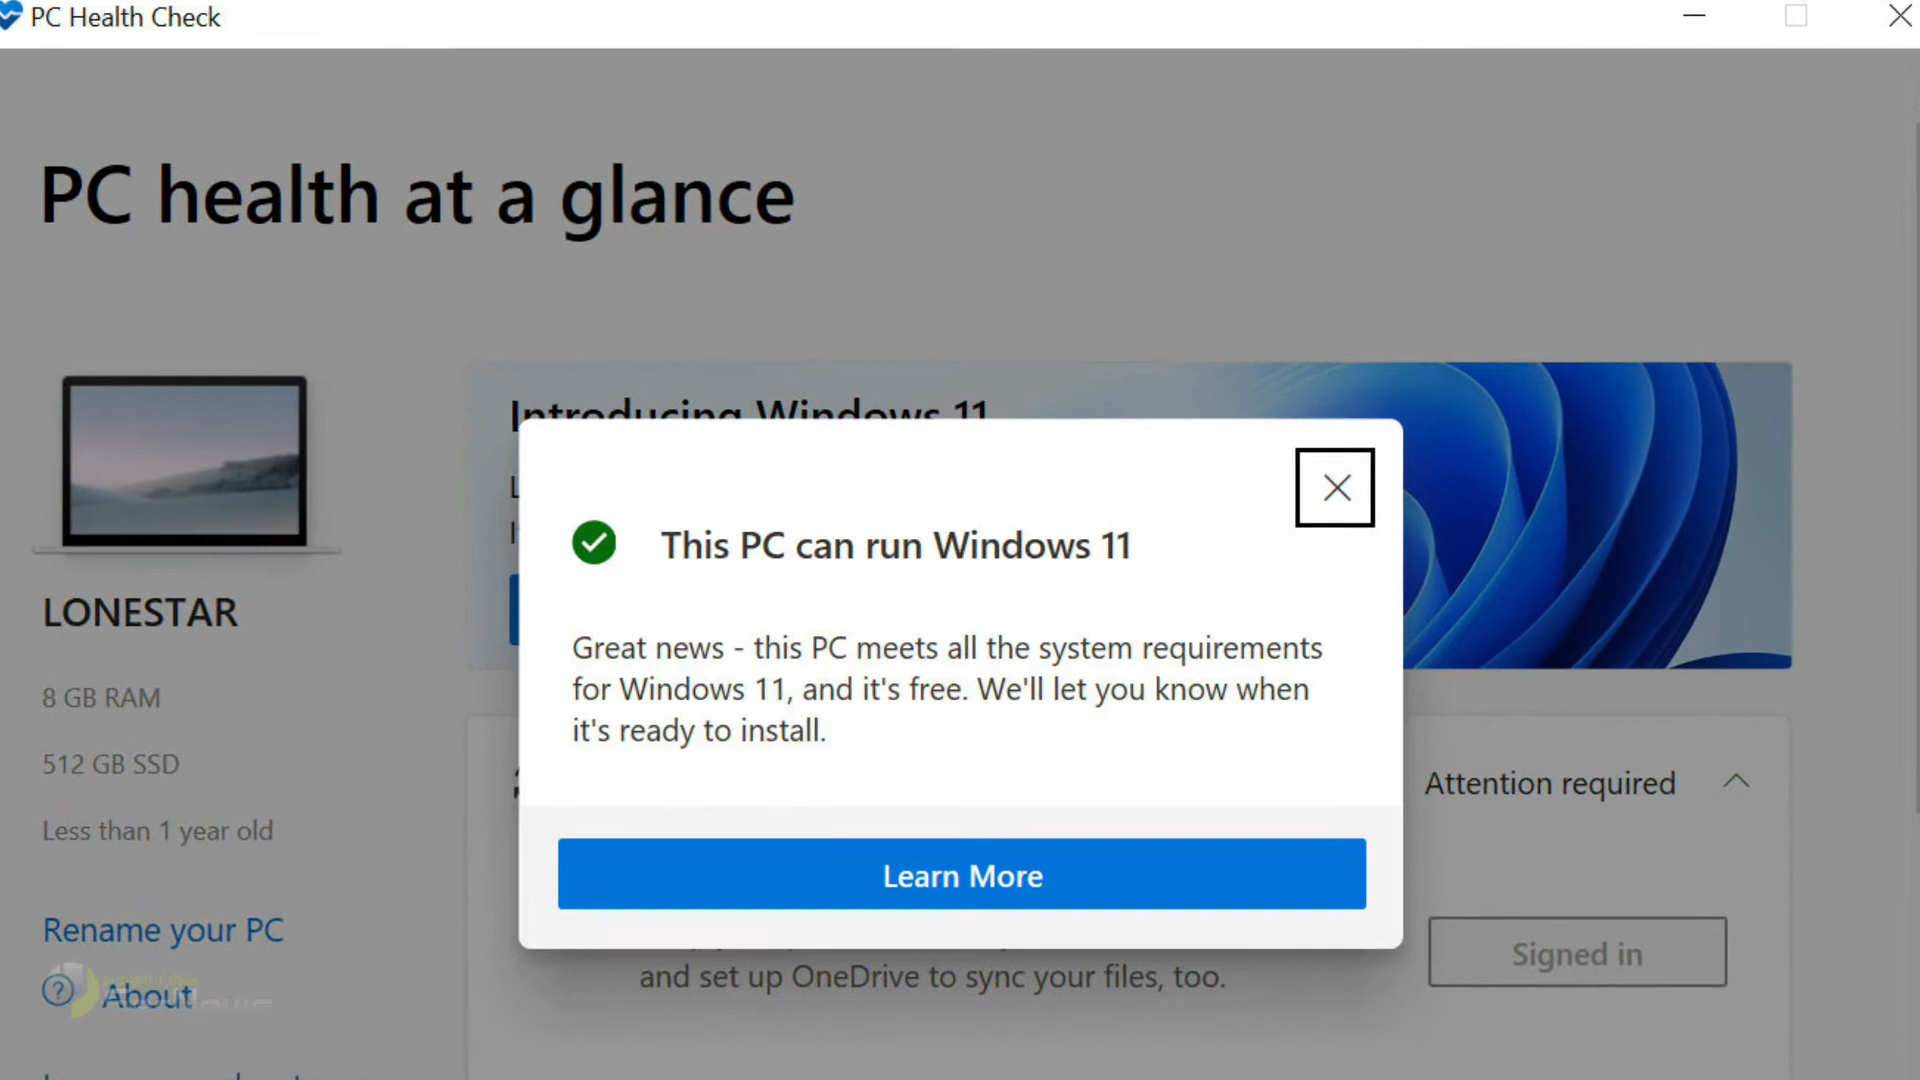 PC Health Check
PC health at a glance
Introducing Windows 11
This PC can run Windows 11
Great news - this PC meets all the system requirements
for Windows 11, and it's free. We'll let you know when
it's ready to install.
Learn More
LONESTAR
8 GB RAM
512 GB SSD
Less than 1 year old
Rename your PC
About
Attention required
and set up OneDrive to sync your files, too.
Signed in